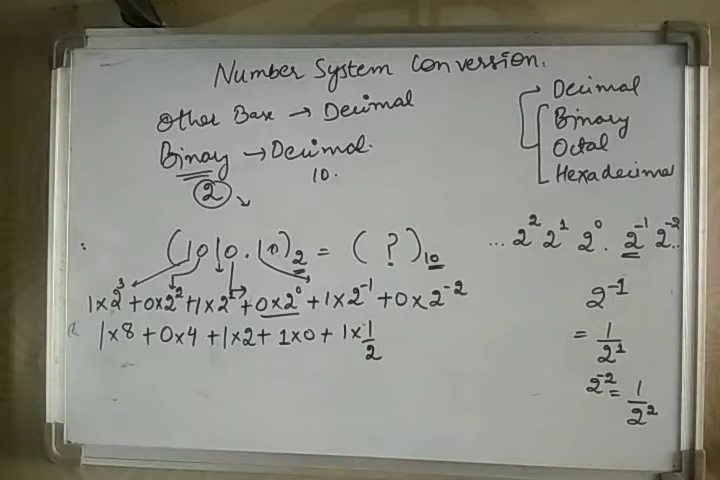 Number System Conversion.
Other Base → Decimal
Binary → Decimal.
10.
2
Decimal
Binary
Octal
Hexadecimal
(1010.10)₂ = (?)₁₀
... 2² 2¹ 2⁰. 2⁻¹ 2⁻²..
1×2³ +0×2² +1×2¹ +0×2⁰ +1×2⁻¹ +0×2⁻²
1×8 +0×4 +1×2+ 1×0+ 1×1/2
2⁻¹
= 1/2¹
2⁻² = 1/2²